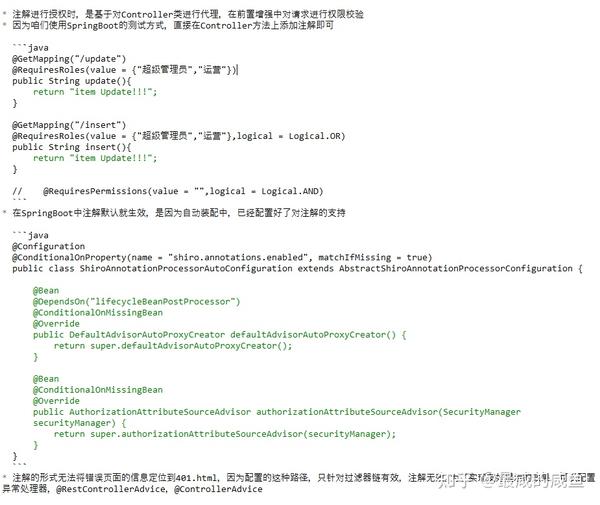 * 注解进行授权时，是基于对Controller类进行代理，在前置增强中对请求进行权限校验
* 因为咱们使用SpringBoot的测试方式，直接在Controller方法上添加注解即可
```java
@GetMapping("/update")
@RequiresRoles(value = {"超级管理员","运营"})
public String update(){
return "item Update!!!";
}
@GetMapping("/insert")
@RequiresRoles(value = {"超级管理员","运营"},logical = Logical.OR)
public String insert(){
return "item Update!!!";
}
// @RequiresPermissions(value = "",logical = Logical.AND)
```
* 在SpringBoot中注解默认就生效，是因为自动装配中，已经配置好了对注解的支持
```java
@Configuration
@ConditionalOnProperty(name = "shiro.annotations.enabled", matchIfMissing = true)
public class ShiroAnnotationProcessorAutoConfiguration extends AbstractShiroAnnotationProcessorConfiguration {
@Bean
@DependsOn("lifecycleBeanPostProcessor")
@ConditionalOnMissingBean
@Override
public DefaultAdvisorAutoProxyCreator defaultAdvisorAutoProxyCreator() {
return super.defaultAdvisorAutoProxyCreator();
}
@Bean
@ConditionalOnMissingBean
@Override
public AuthorizationAttributeSourceAdvisor authorizationAttributeSourceAdvisor(SecurityManager
securityManager) {
return super.authorizationAttributeSourceAdvisor(securityManager);
}
}
```
* 注解的形式无法将错误页面的信息定位到401.html，因为配置的这种路径，只针对过滤器链有效，注解无
异常处理器，@RestControllerAdvice，@ControllerAdvice
知乎 @最咸的咸鱼